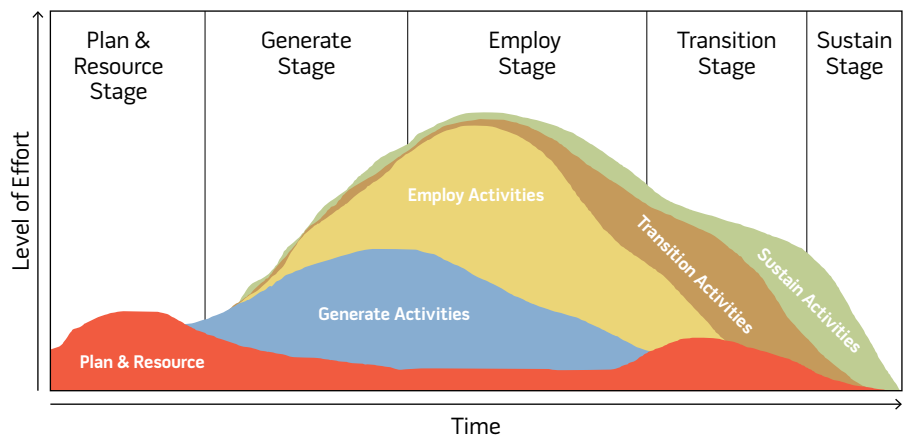 Plan &
Resource
Stage
Generate
Stage
Employ
Stage
Transition
Stage
Sustain
Stage
Level of Effort
Employ Activities
Transition Activities
Sustain Activities
Generate Activities
Plan & Resource
Time